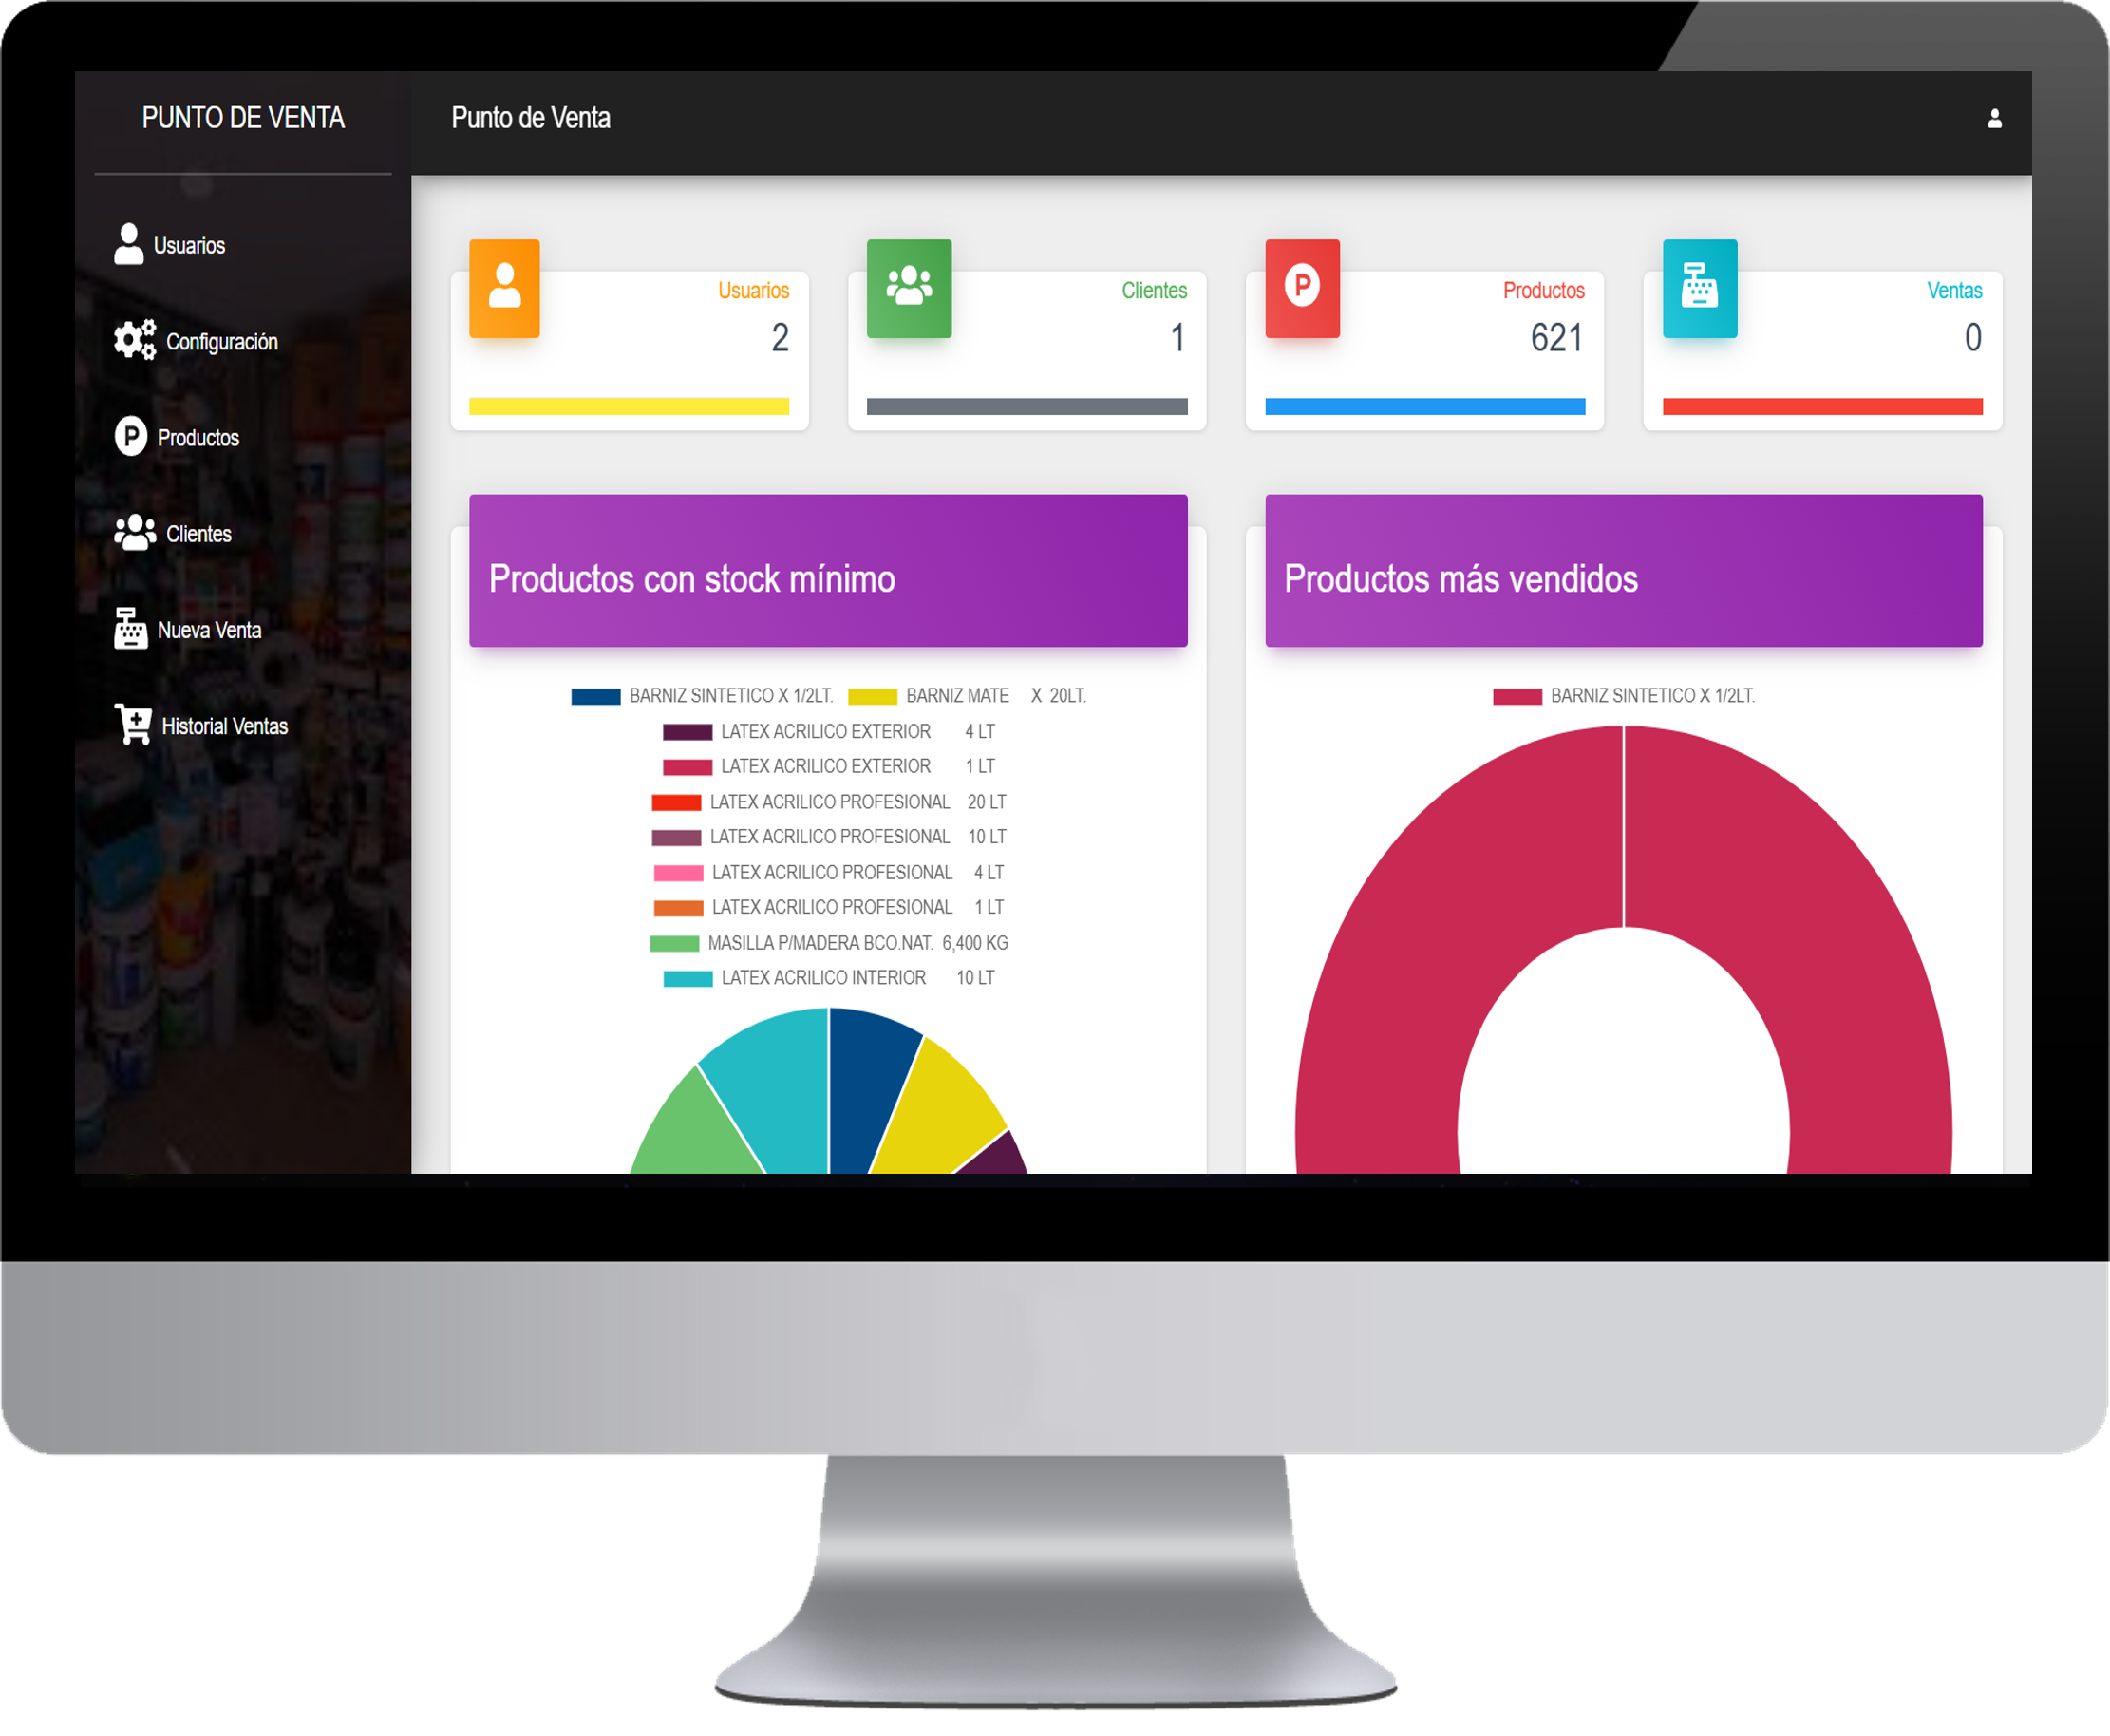 PUNTO DE VENTA
Usuarios
Configuración
Productos
Clientes
Nueva Venta
Historial Ventas
Punto de Venta
Usuarios
2
Clientes
1
Productos
621
Ventas
0
Productos con stock mínimo
BARNIZ SINTETICO X 1/2LT. BARNIZ MATE X 20LT.
LATEX ACRILICO EXTERIOR 4 LT
LATEX ACRILICO EXTERIOR 1 LT
LATEX ACRILICO PROFESIONAL 20 LT
LATEX ACRILICO PROFESIONAL 10 LT
LATEX ACRILICO PROFESIONAL 4 LT
LATEX ACRILICO PROFESIONAL 1 LT
MASILLA P/MADERA BCO.NAT. 6,400 KG
LATEX ACRILICO INTERIOR 10 LT
Productos más vendidos
BARNIZ SINTETICO X 1/2LT.